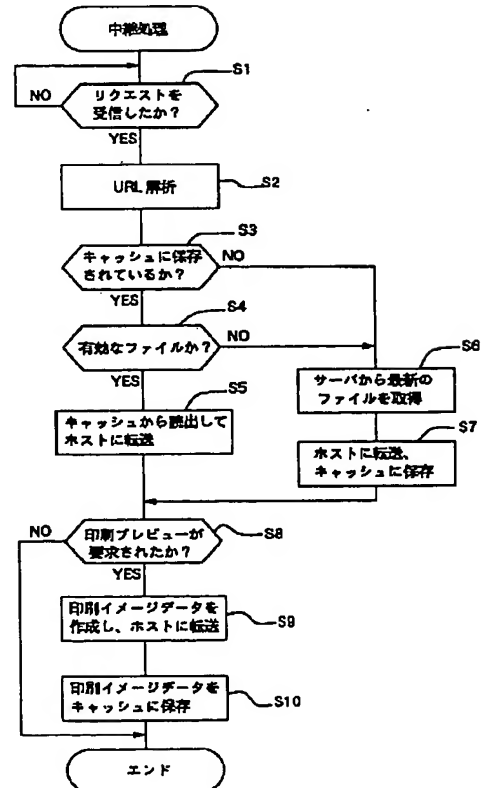 中継処理
S1
NO
リクエストを
受信したか？
YES
URL解析
S2
S3
キャッシュに保存
されているか？
NO
YES
S4
有効なファイルか？
NO
YES
S5
キャッシュから読出して
ホストに転送
S6
サーバから最新の
ファイルを取得
S7
ホストに転送、
キャッシュに保存
NO
印刷プレビューが
要求されたか？
S8
YES
印刷イメージデータを
作成し、ホストに転送
S9
印刷イメージデータを
キャッシュに保存
S10
エンド